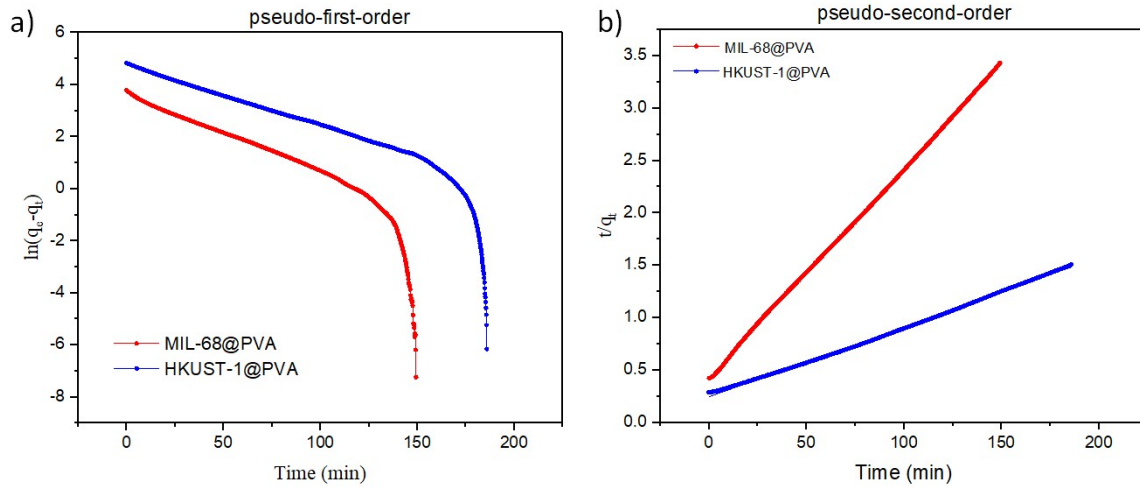 a)
pseudo-first-order
6
4
2
0
-2
-4
-6
-8
ln(qe-qt)
MIL-68@PVA
HKUST-1@PVA
0
50
100
150
200
Time (min)
b)
pseudo-second-order
3.5
3.0
2.5
2.0
1.5
1.0
0.5
0.0
t/qt
MIL-68@PVA
HKUST-1@PVA
0
50
100
150
200
Time (min)